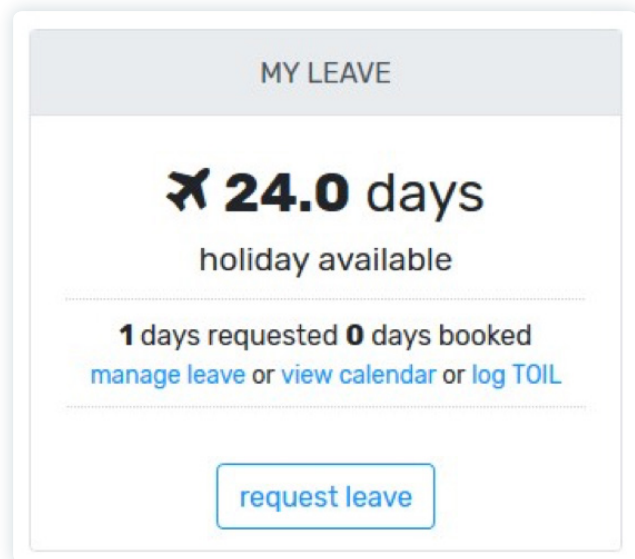 MY LEAVE
24.0 days
holiday available
1 days requested 0 days booked
manage leave or view calendar or log TOIL
request leave